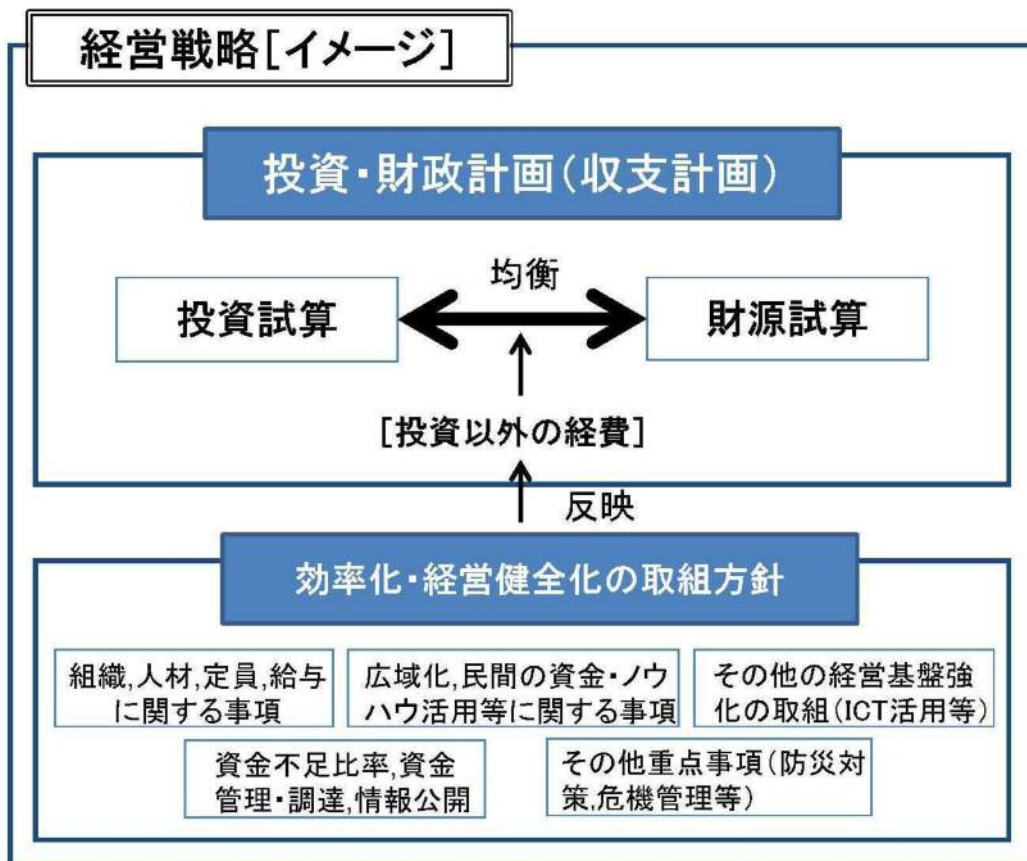 経営戦略[イメージ]
投資・財政計画(収支計画)
均衡
投資試算
財源試算
[投資以外の経費]
反映
効率化・経営健全化の取組方針
組織,人材,定員,給与
に関する事項
広域化,民間の資金・ノウ
ハウ活用等に関する事項
その他の経営基盤強
化の取組(ICT活用等)
資金不足比率,資金
管理・調達,情報公開
その他重点事項(防災対
策,危機管理等)